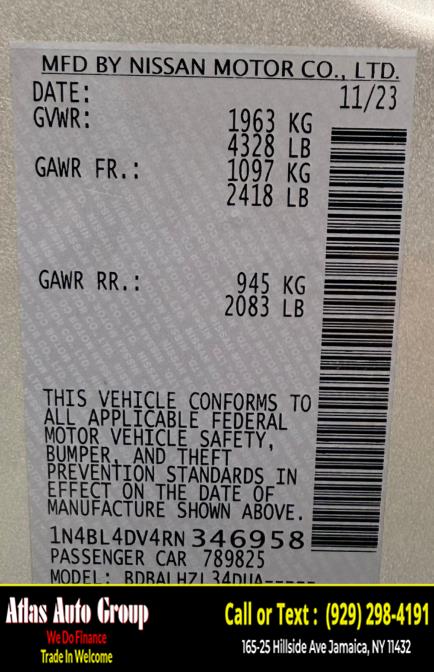 MFD BY NISSAN MOTOR CO., LTD.
DATE: 11/23
GVWR: 1963 KG
4328 LB
GAWR FR.: 1097 KG
2418 LB
GAWR RR.: 945 KG
2083 LB
THIS VEHICLE CONFORMS TO
ALL APPLICABLE FEDERAL
MOTOR VEHICLE SAFETY,
BUMPER, AND THEFT
PREVENTION STANDARDS IN
EFFECT ON THE DATE OF
MANUFACTURE SHOWN ABOVE.
1N4BL4DV4RN346958
PASSENGER CAR 789825
MODEL: BDBALHZL34DUA-----
Atlas Auto Group
We Do Finance
Trade In Welcome
Call or Text : (929) 298-4191
165-25 Hillside Ave Jamaica, NY 11432